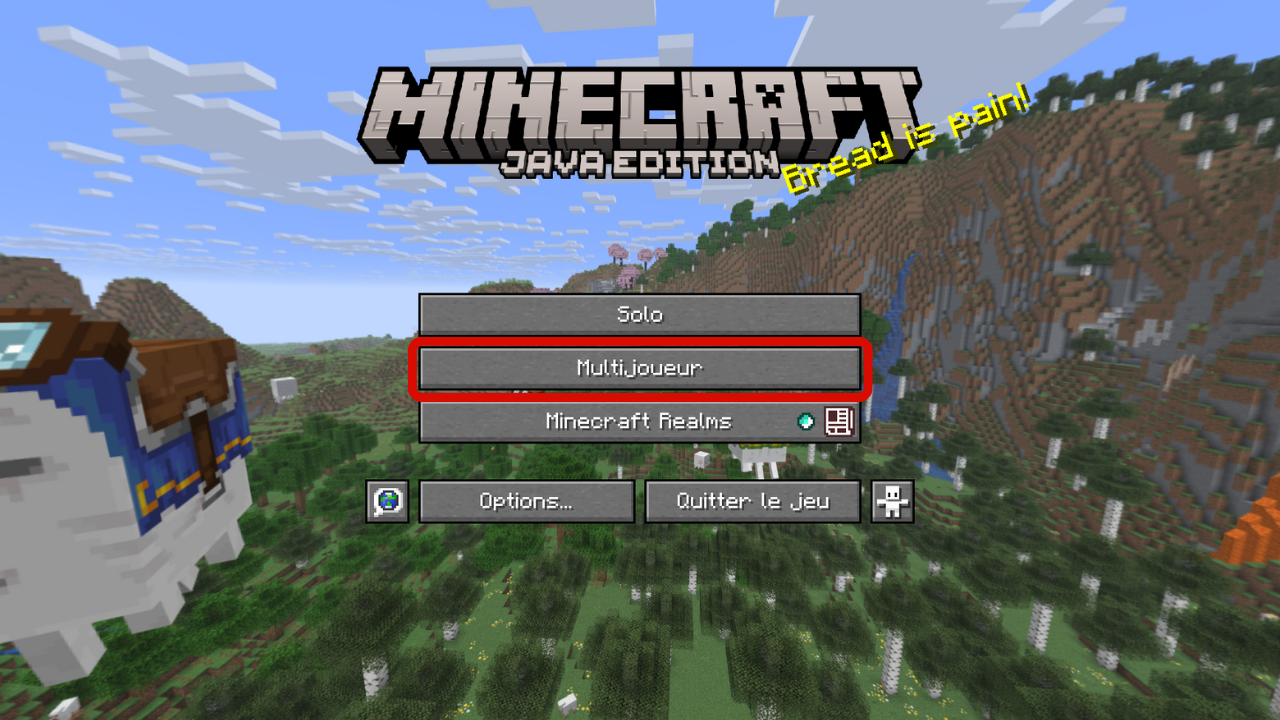 MINECRAFT
JAVA EDITION
Bread is pain!
Solo
Multijoueur
Minecraft Realms
Options...
Quitter le jeu